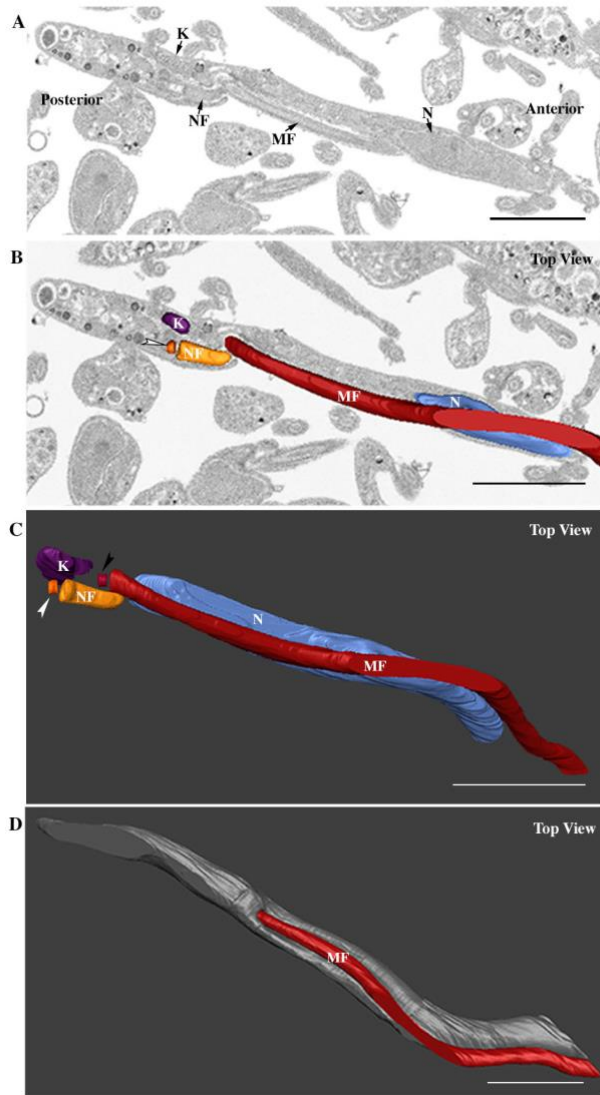 A
K
Posterior
NF
MF
N
Anterior
B
Top View
K
NF
MF
N
C
Top View
K
NF
N
MF
D
Top View
MF